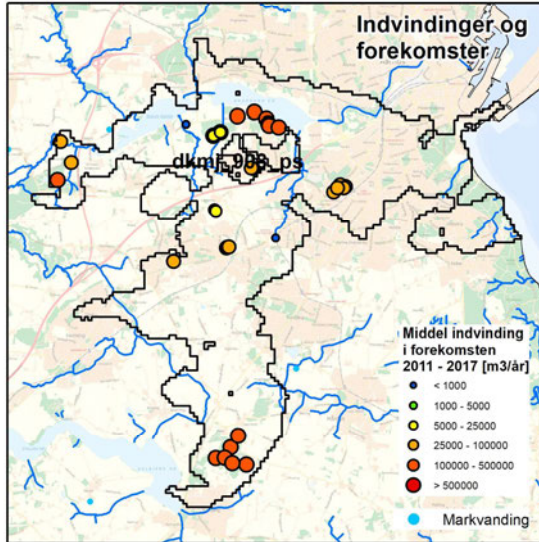 Indvindinger og
forekomster
dkmj_968_ps
Middel indvinding
i forekomsten
2011 - 2017 [m3/år]
< 1000
1000 - 5000
5000 - 25000
25000 - 100000
100000 - 500000
> 500000
Markvanding